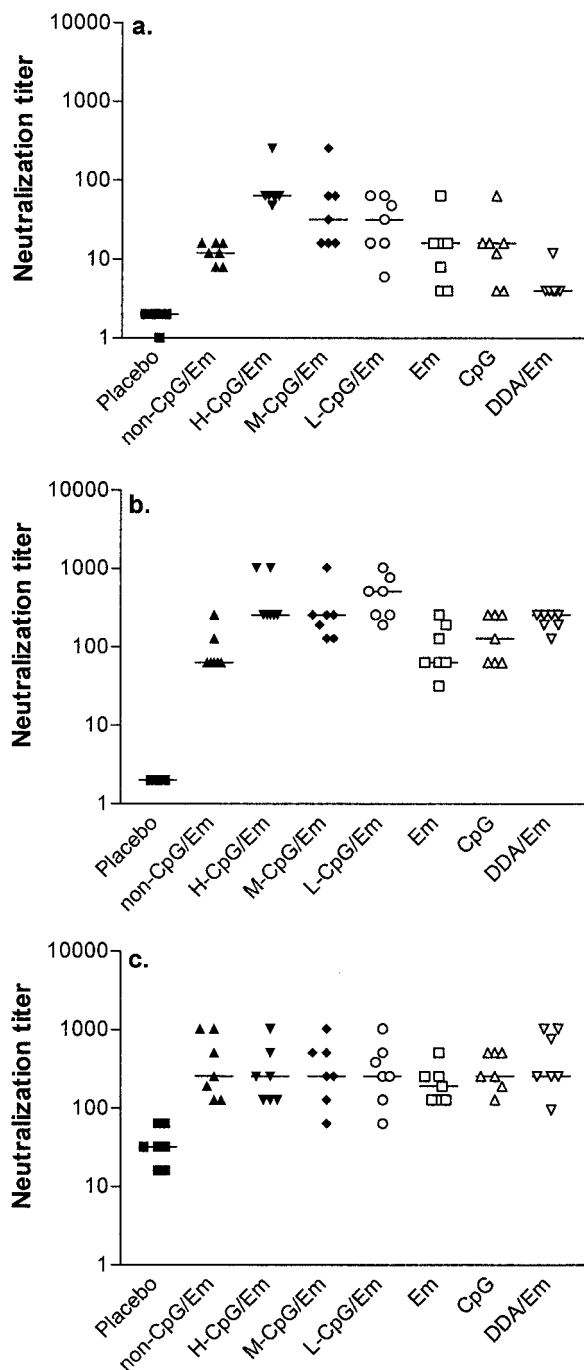 a.
10000
1000
100
10
1
Neutralization titer
Placebo
non-CpG/Em
H-CpG/Em
M-CpG/Em
L-CpG/Em
Em
CpG
DDA/Em
b.
10000
1000
100
10
1
Neutralization titer
Placebo
non-CpG/Em
H-CpG/Em
M-CpG/Em
L-CpG/Em
Em
CpG
DDA/Em
c.
10000
1000
100
10
1
Neutralization titer
Placebo
non-CpG/Em
H-CpG/Em
M-CpG/Em
L-CpG/Em
Em
CpG
DDA/Em